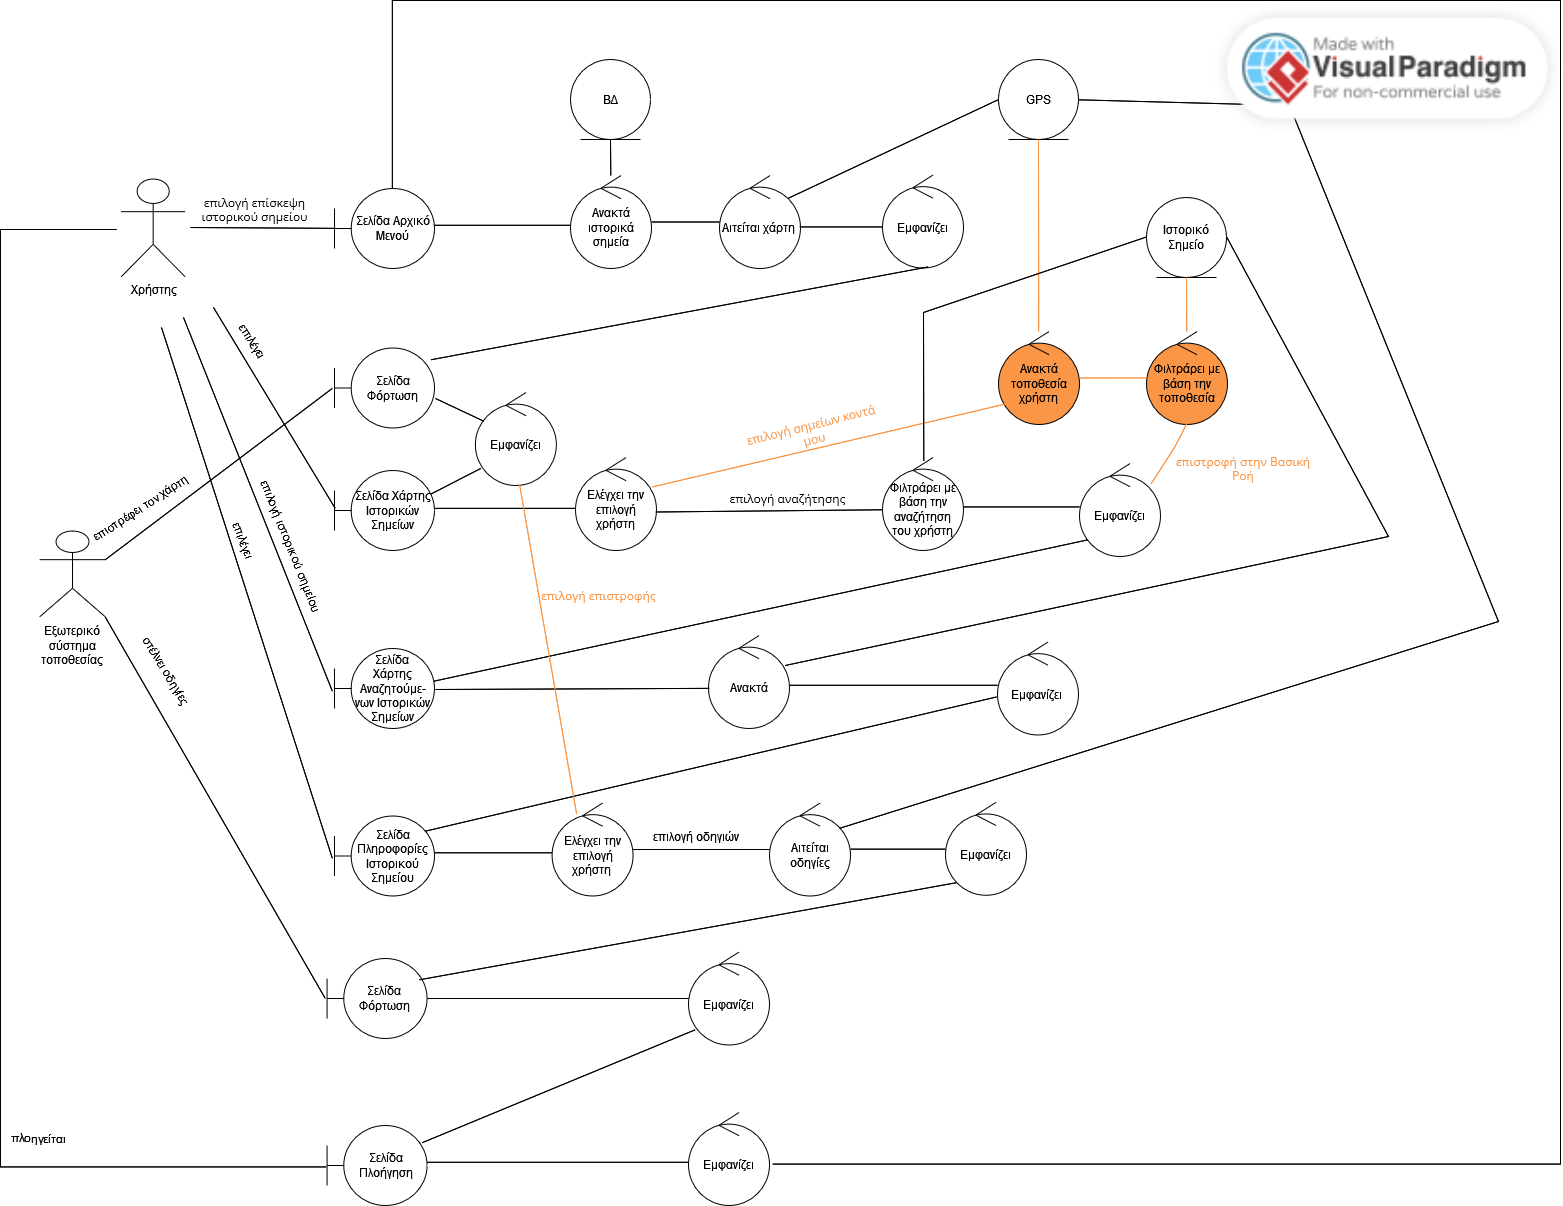 Made with
Visual Paradigm
For non-commercial use
ΒΔ
GPS
επιλογή επίσκεψη
ιστορικού σημείου
Σελίδα Αρχικό
Μενού
Ανακτά
ιστορικά
σημεία
Αιτείται χάρτη
Εμφανίζει
Ιστορικό
Σημείο
Χρήστης
επιλέγει
Σελίδα
Φόρτωση
Εμφανίζει
Ανακτά
τοποθεσία
χρήστη
Φιλτράρει με
βάση την
τοποθεσία
επιλογή σημείων κοντά
μου
επιστροφή στην Βασική
Ροή
επιστρέφει τον χάρτη
Σελίδα Χάρτης
Ιστορικών
Σημείων
Ελέγχει την
επιλογή
χρήστη
επιλογή αναζήτησης
Φιλτράρει με
βάση την
αναζήτηση
του χρήστη
Εμφανίζει
επιλογή ιστορικού σημείου
επιλέγει
επιλογή επιστροφής
Εξωτερικό
σύστημα
τοποθεσίας
στέλνει οδηγίες
Σελίδα
Χάρτης
Αναζητούμε-
νων Ιστορικών
Σημείων
Ανακτά
Εμφανίζει
Σελίδα
Πληροφορίες
Ιστορικού
Σημείου
Ελέγχει την
επιλογή
χρήστη
επιλογή οδηγιών
Αιτείται
οδηγίες
Εμφανίζει
Σελίδα
Φόρτωση
Εμφανίζει
πλοηγείται
Σελίδα
Πλοήγηση
Εμφανίζει